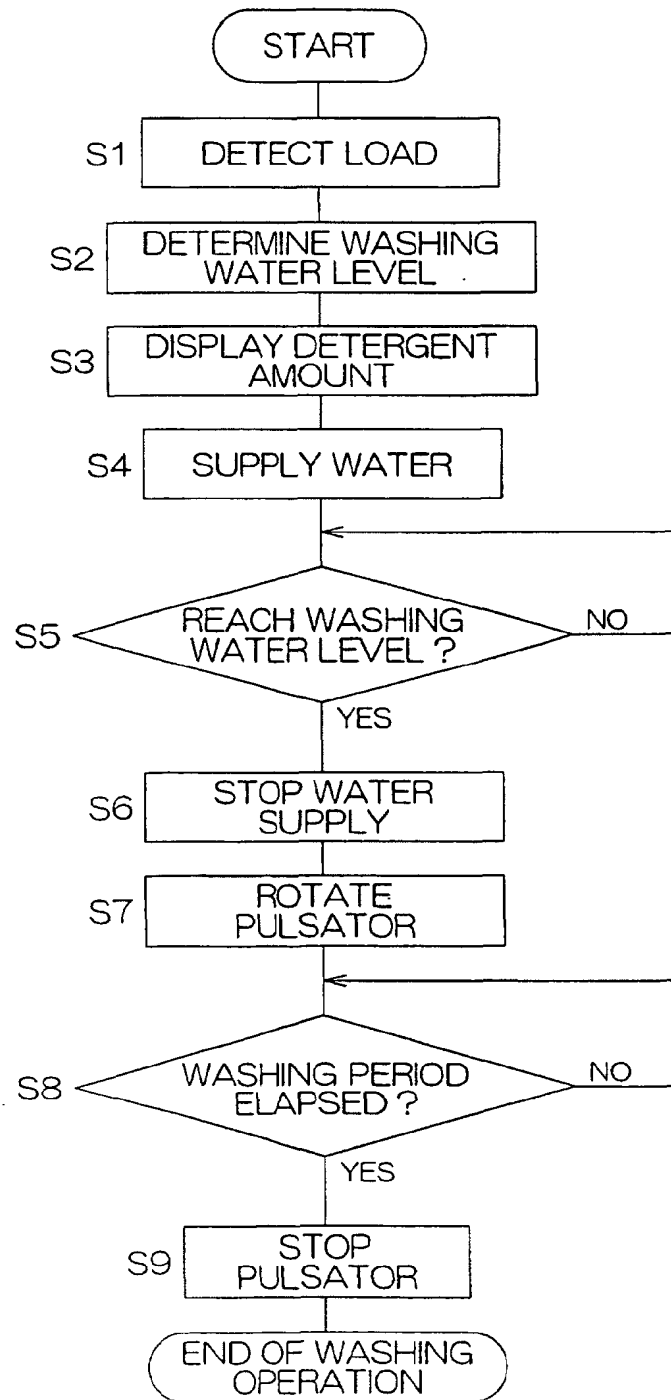 START
S1 DETECT LOAD
S2 DETERMINE WASHING
WATER LEVEL
S3 DISPLAY DETERGENT
AMOUNT
S4 SUPPLY WATER
S5 REACH WASHING
WATER LEVEL ?
NO
YES
S6 STOP WATER
SUPPLY
S7 ROTATE
PULSATOR
S8 WASHING PERIOD
ELAPSED ?
NO
YES
S9 STOP
PULSATOR
END OF WASHING
OPERATION